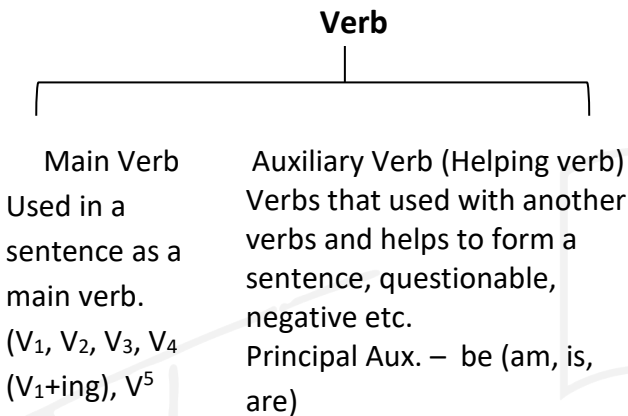 Verb
Main Verb
Used in a
sentence as a
main verb.
(V₁, V₂, V₃, V₄
(V₁+ing), V⁵
Auxiliary Verb (Helping verb)
Verbs that used with another
verbs and helps to form a
sentence, questionable,
negative etc.
Principal Aux. – be (am, is,
are)